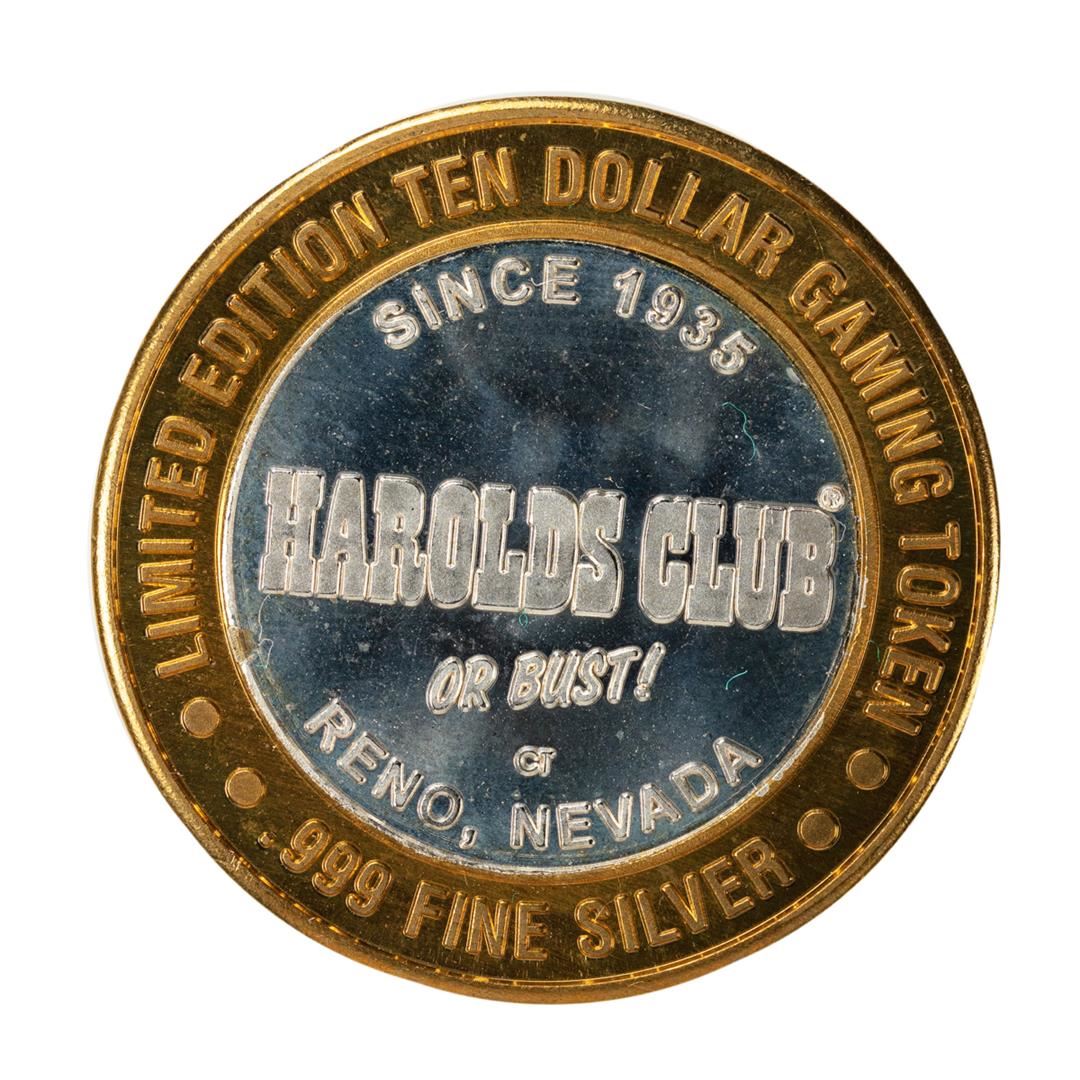 LIMITED EDITION TEN DOLLAR GAMING TOKEN
SINCE 1935
HAROLDS CLUB®
OR BUST!
CT
RENO, NEVADA
.999 FINE SILVER